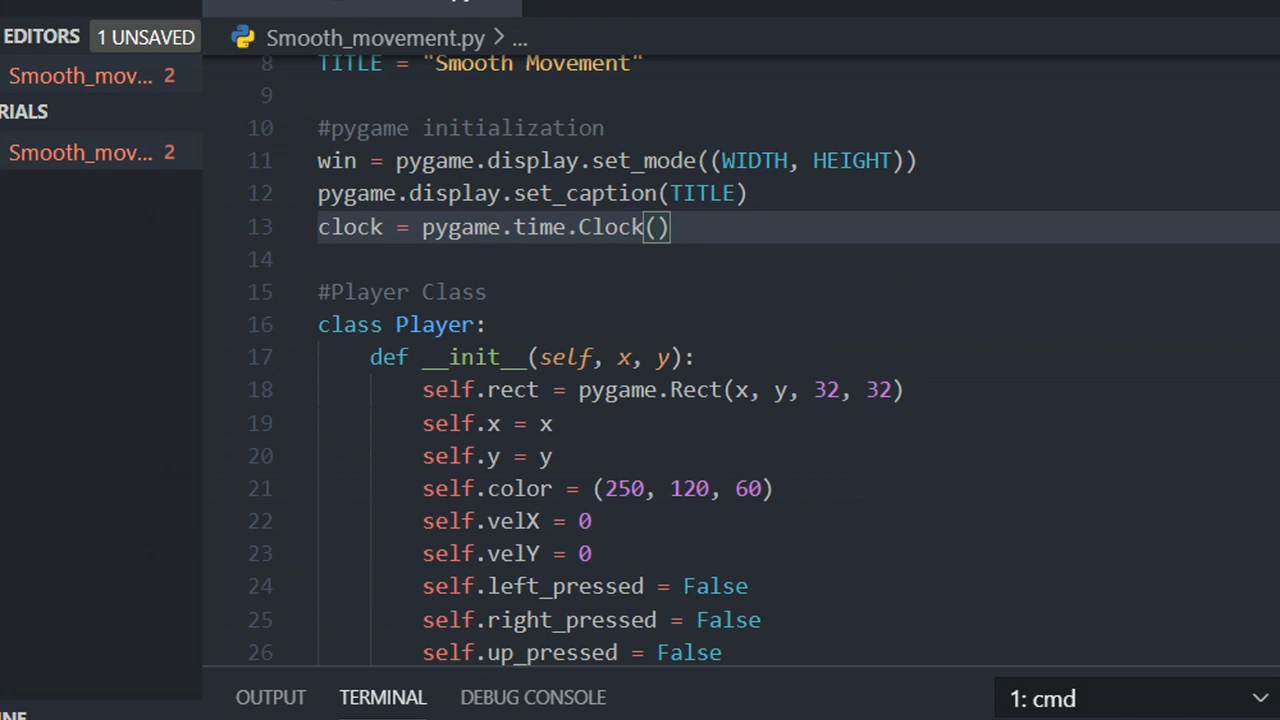 EDITORS 1 UNSAVED
Smooth_movement.py > ...
Smooth_mov... 2
RIALS
Smooth_mov... 2
8 TITLE = "Smooth Movement"
9
10 #pygame initialization
11 win = pygame.display.set_mode((WIDTH, HEIGHT))
12 pygame.display.set_caption(TITLE)
13 clock = pygame.time.Clock()
14
15 #Player Class
16 class Player:
17 def __init__(self, x, y):
18 self.rect = pygame.Rect(x, y, 32, 32)
19 self.x = x
20 self.y = y
21 self.color = (250, 120, 60)
22 self.velX = 0
23 self.velY = 0
24 self.left_pressed = False
25 self.right_pressed = False
26 self.up_pressed = False
OUTPUT TERMINAL DEBUG CONSOLE 1: cmd